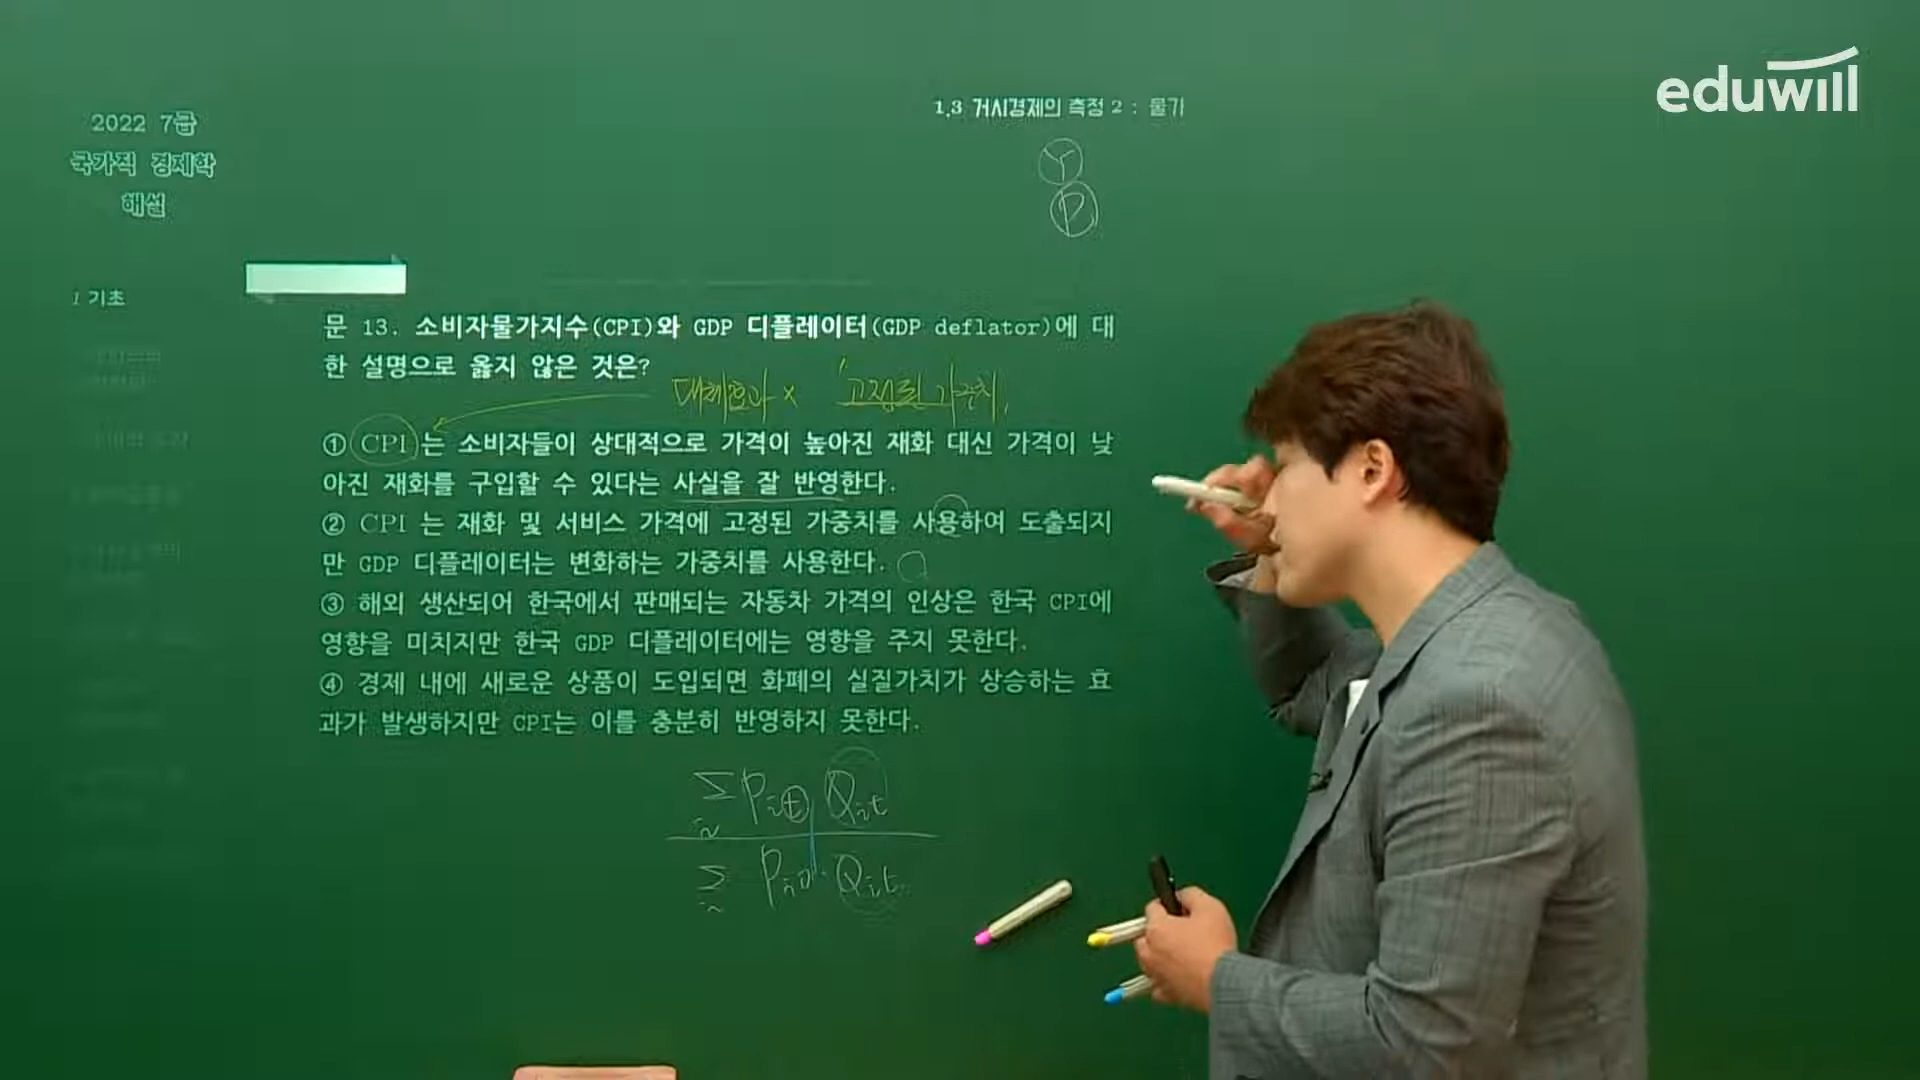 eduwill
2022 7급
국가직 경제학
해설
1.3 거시경제의 측정 2 : 물가
Y
P
1 기초
문 13. 소비자물가지수(CPI)와 GDP 디플레이터(GDP deflator)에 대
한 설명으로 옳지 않은 것은?
대체효과 x '고정된 가중치,
① CPI는 소비자들이 상대적으로 가격이 높아진 재화 대신 가격이 낮
아진 재화를 구입할 수 있다는 사실을 잘 반영한다.
② CPI 는 재화 및 서비스 가격에 고정된 가중치를 사용하여 도출되지
만 GDP 디플레이터는 변화하는 가중치를 사용한다.
③ 해외 생산되어 한국에서 판매되는 자동차 가격의 인상은 한국 CPI에
영향을 미치지만 한국 GDP 디플레이터에는 영향을 주지 못한다.
④ 경제 내에 새로운 상품이 도입되면 화폐의 실질가치가 상승하는 효
과가 발생하지만 CPI는 이를 충분히 반영하지 못한다.
Σ Pit Qit
Σ Pi0 · Qit